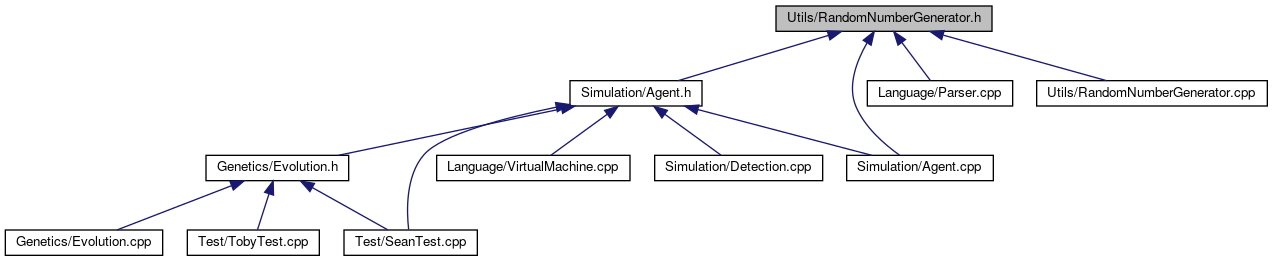 Utils/RandomNumberGenerator.h
Simulation/Agent.h
Language/Parser.cpp
Utils/RandomNumberGenerator.cpp
Genetics/Evolution.h
Language/VirtualMachine.cpp
Simulation/Detection.cpp
Simulation/Agent.cpp
Genetics/Evolution.cpp
Test/TobyTest.cpp
Test/SeanTest.cpp